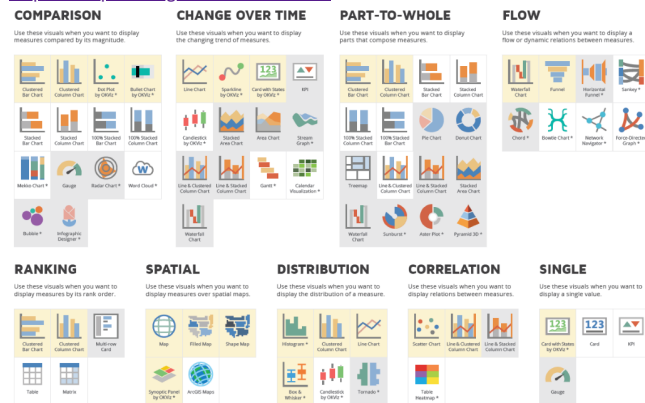 COMPARISON
Use these visuals when you want to display
measures compared by its magnitude.
Clustered Bar Chart
Clustered Column Chart
Dot Plot by OKViz *
Bullet Chart by OKViz *
Stacked Bar Chart
Stacked Column Chart
100% Stacked Bar Chart
100% Stacked Column Chart
Mekko Chart *
Gauge
Radar Chart *
Word Cloud *
Bubble *
Infographic Designer *
CHANGE OVER TIME
Use these visuals when you want to display
the changing trend of measures.
Line Chart
Sparkline by OKViz *
Card with States by OKViz *
KPI
Candlestick by OKViz *
Stacked Area Chart
Area Chart
Stream Graph *
Line & Clustered Column Chart
Line & Stacked Column Chart
Gantt *
Calendar Visualization *
Waterfall Chart
PART-TO-WHOLE
Use these visuals when you want to display
parts that compose measures.
Clustered Bar Chart
Clustered Column Chart
Stacked Bar Chart
Stacked Column Chart
100% Stacked Column Chart
100% Stacked Bar Chart
Pie Chart
Donut Chart
Treemap
Line & Clustered Column Chart
Line & Stacked Column Chart
Stacked Area Chart
Waterfall Chart
Sunburst *
Aster Plot *
Pyramid 3D *
FLOW
Use these visuals when you want to display a
flow or dynamic relations between measures.
Waterfall Chart
Funnel
Horizontal Funnel *
Sankey *
Chord *
Bowtie Chart *
Network Navigator *
Force-Directed Graph *
RANKING
Use these visuals when you want to
display measures by its rank order.
Clustered Bar Chart
Clustered Column Chart
Multi-row Card
Table
Matrix
SPATIAL
Use these visuals when you want to
display measures over spatial maps.
Map
Filled Map
Shape Map
Synoptic Panel by OKViz *
ArcGIS Maps
DISTRIBUTION
Use these visuals when you want to
display the distribution of a measure.
Histogram *
Clustered Column Chart
Line Chart
Box & Whisker *
Candlestick by OKViz *
Tornado *
CORRELATION
Use these visuals when you want to
display relations between measures.
Scatter Chart
Line & Clustered Column Chart
Line & Stacked Column Chart
Table Heatmap *
SINGLE
Use these visuals when you want to
display a single value.
Card with States by OKViz *
Card
KPI
Gauge